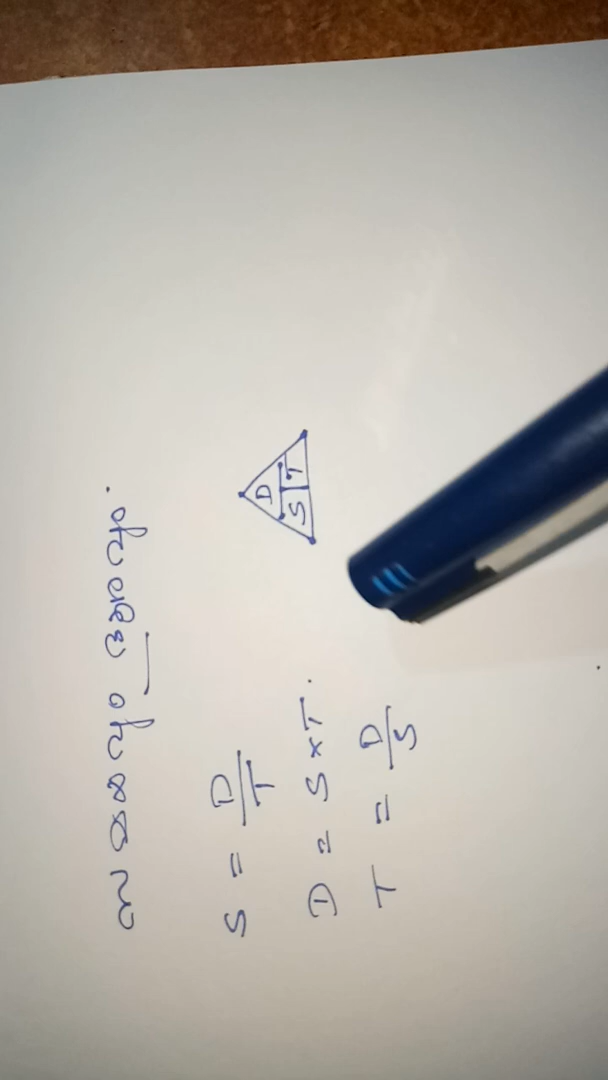 S = D/T
D = S × T.
T = D/S
D
S T